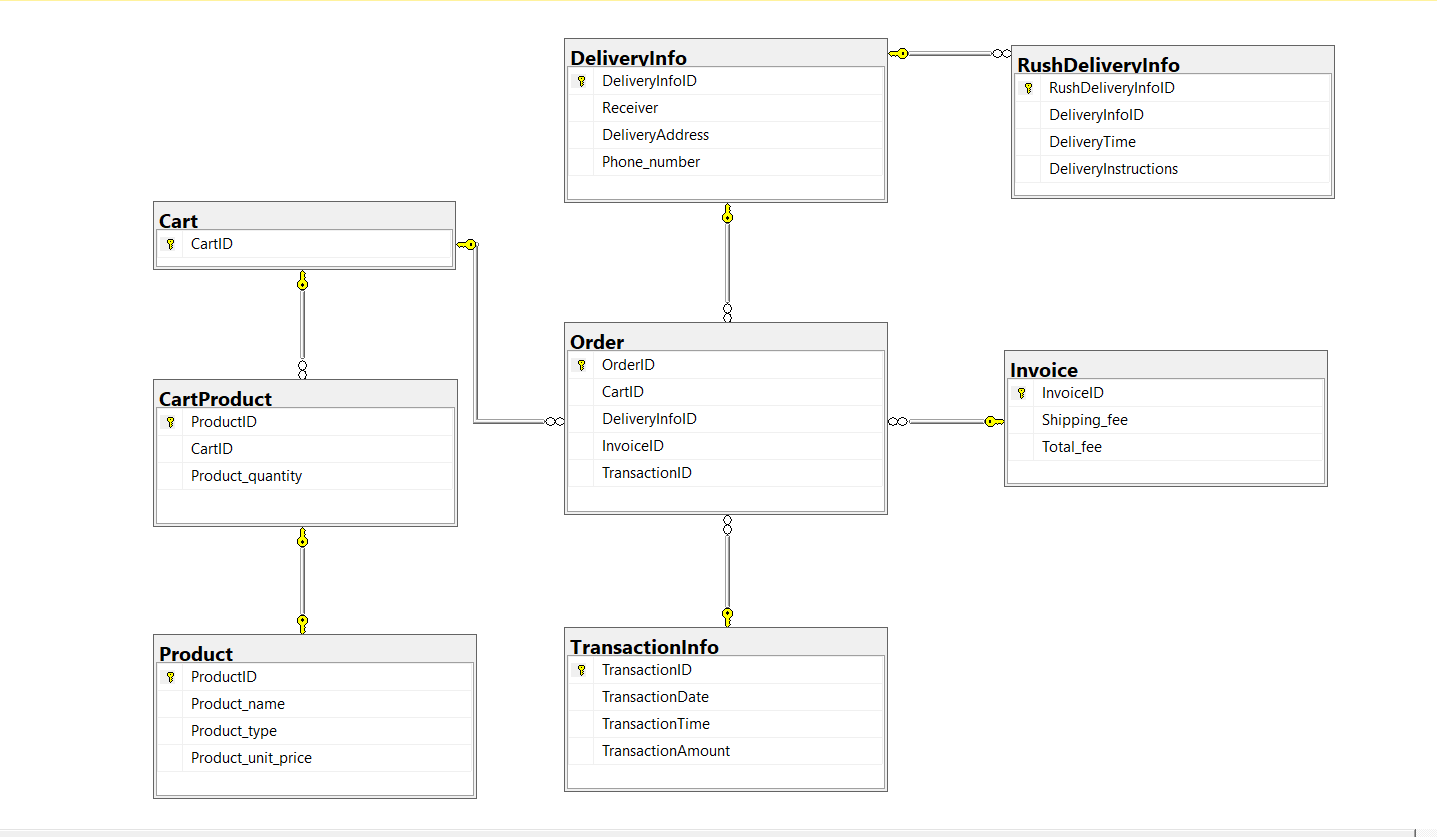 DeliveryInfo
DeliveryInfoID
Receiver
DeliveryAddress
Phone_number
RushDeliveryInfo
RushDeliveryInfoID
DeliveryInfoID
DeliveryTime
DeliveryInstructions
Cart
CartID
CartProduct
ProductID
CartID
Product_quantity
Order
OrderID
CartID
DeliveryInfoID
InvoiceID
TransactionID
Invoice
InvoiceID
Shipping_fee
Total_fee
Product
ProductID
Product_name
Product_type
Product_unit_price
TransactionInfo
TransactionID
TransactionDate
TransactionTime
TransactionAmount